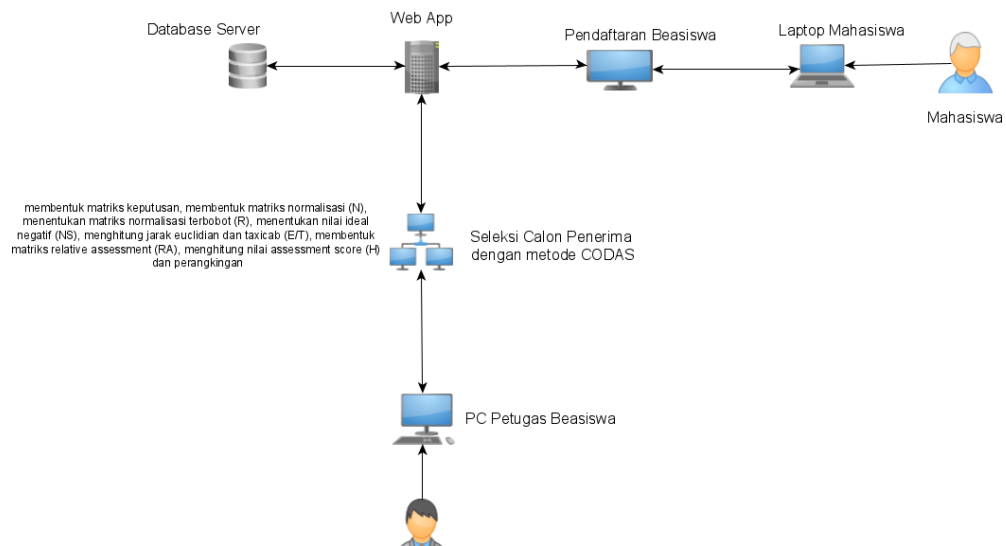 Web App
Database Server
Pendaftaran Beasiswa
Laptop Mahasiswa
Mahasiswa
membentuk matriks keputusan, membentuk matriks normalisasi (N),
menentukan matriks normalisasi terbobot (R), menentukan nilai ideal
negatif (NS), menghitung jarak euclidian dan taxicab (E/T), membentuk
matriks relative assessment (RA), menghitung nilai assessment score (H)
dan perangkingan
Seleksi Calon Penerima
dengan metode CODAS
PC Petugas Beasiswa